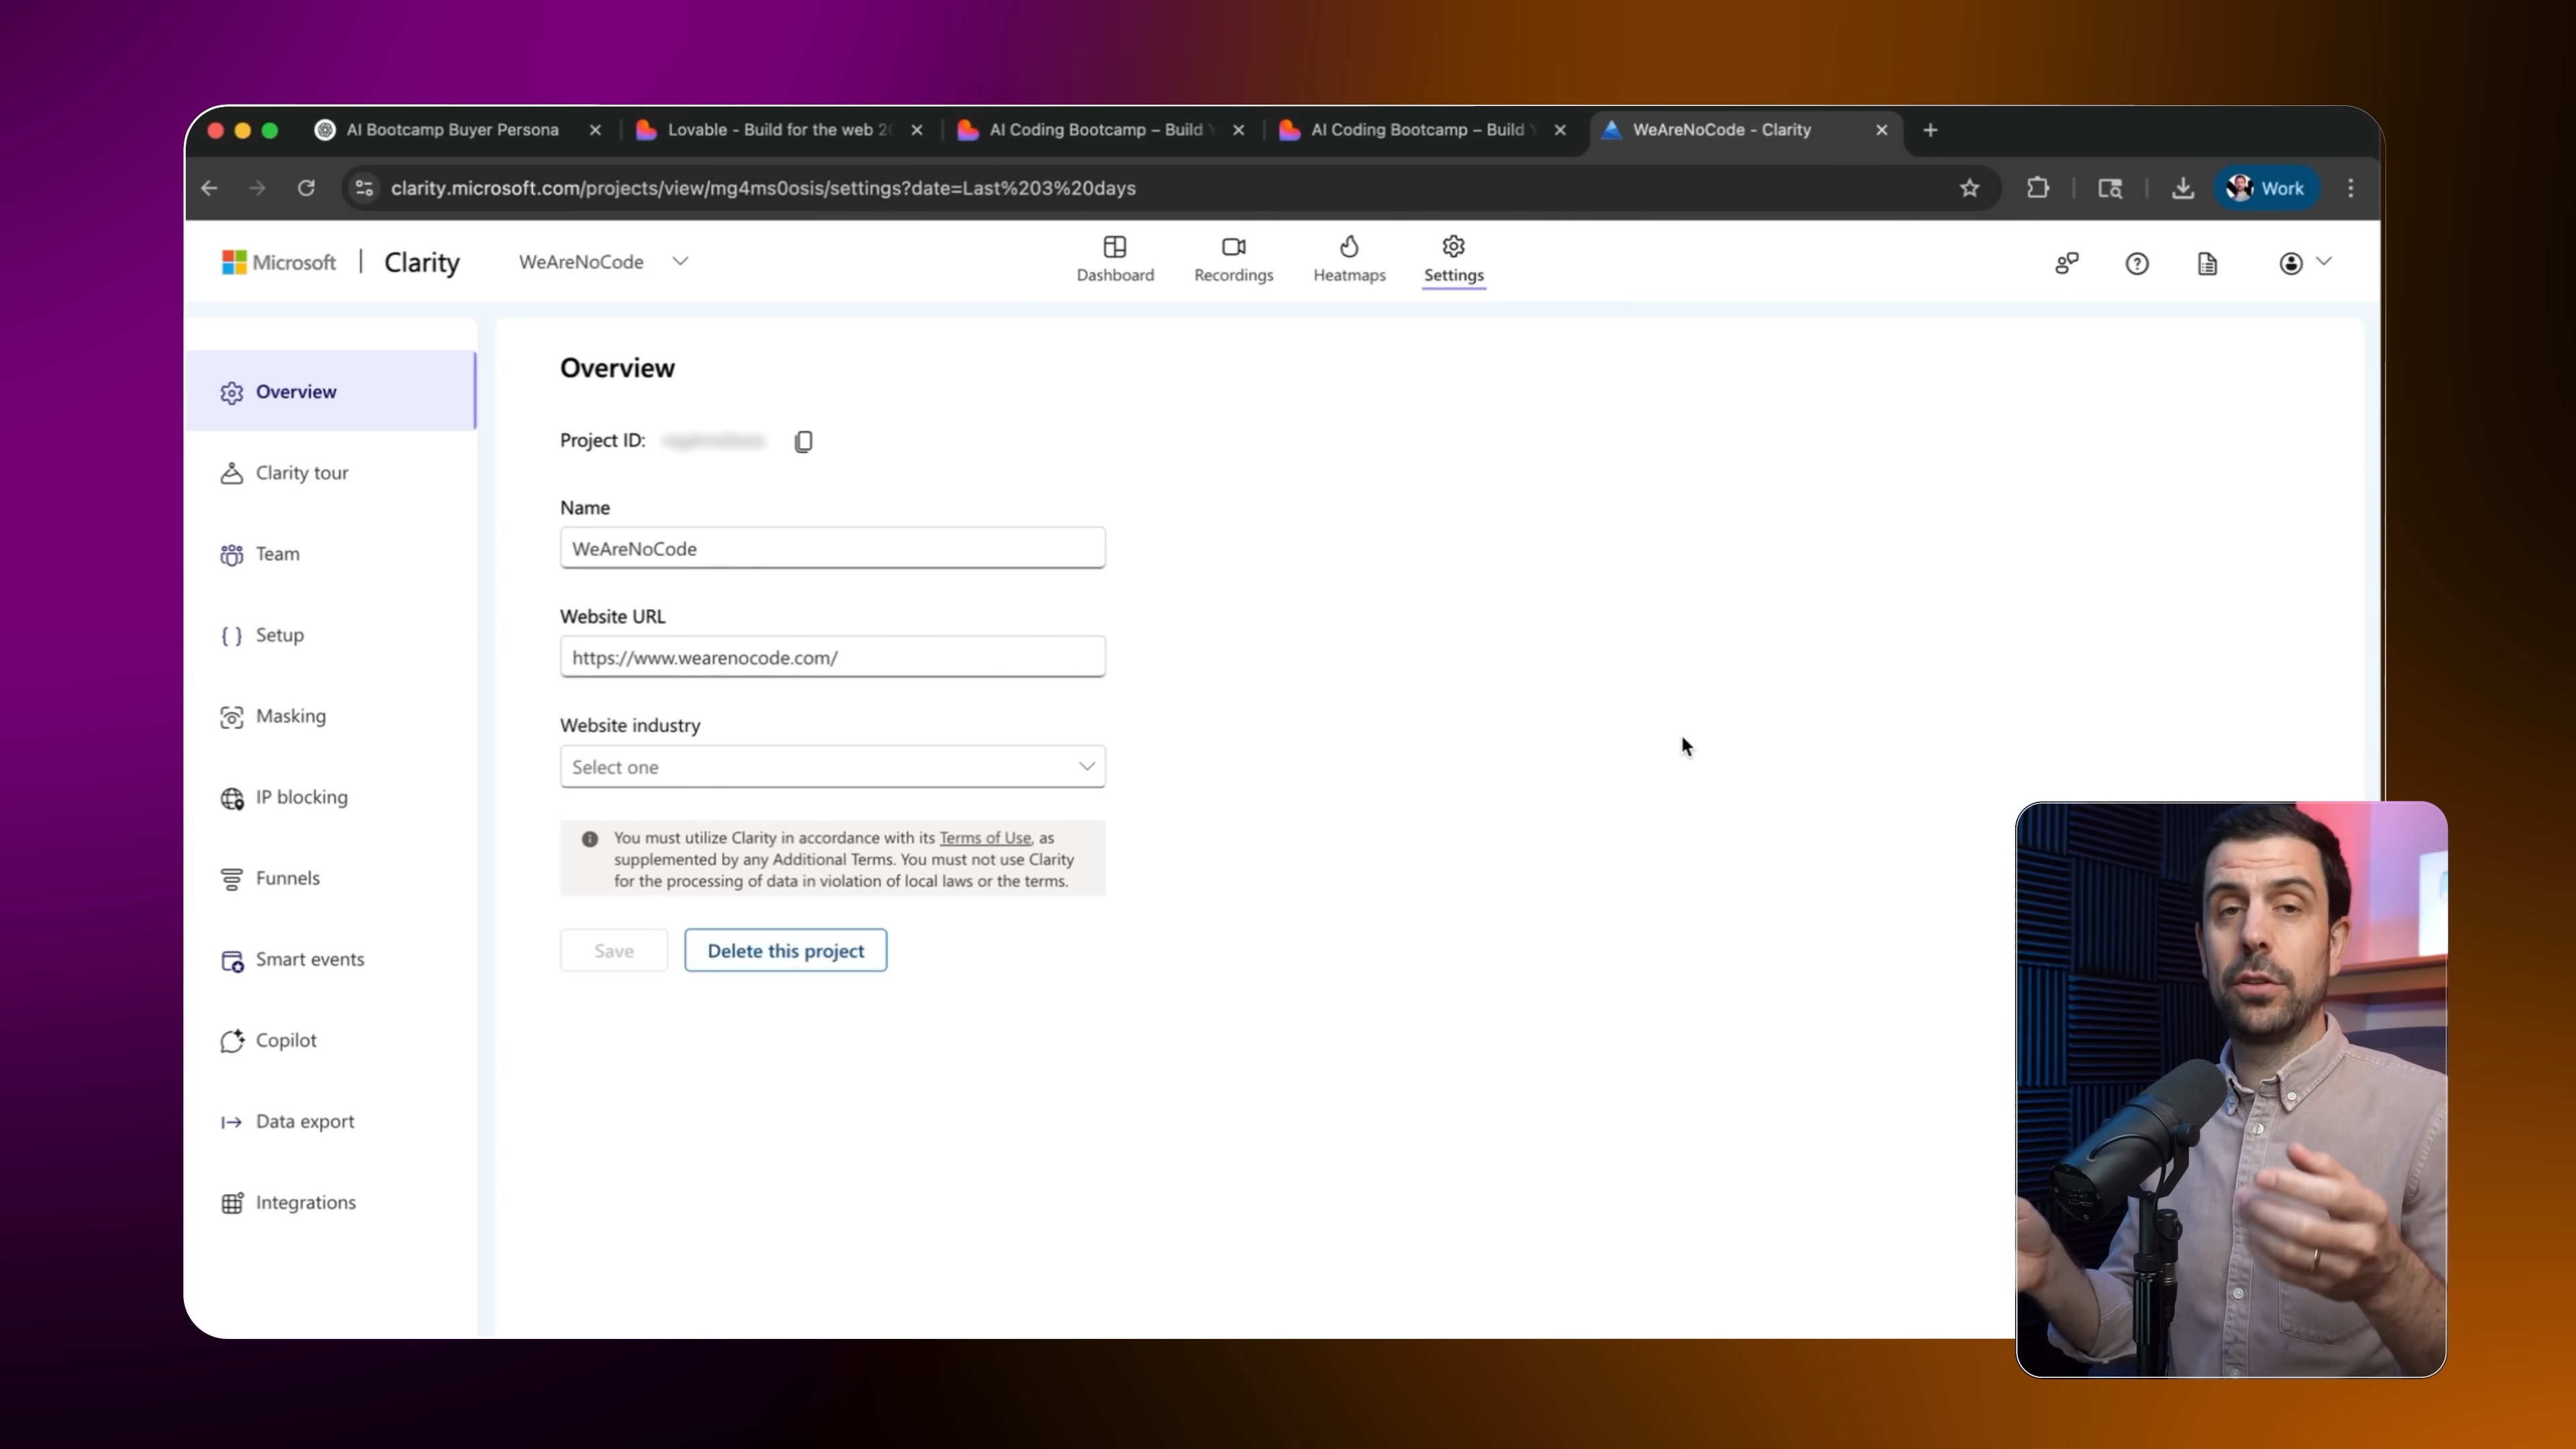 AI Bootcamp Buyer Persona
Lovable - Build for the web 20
AI Coding Bootcamp – Build Y
AI Coding Bootcamp – Build Y
WeAreNoCode - Clarity
clarity.microsoft.com/projects/view/mg4ms0osis/settings?date=Last%203%20days
Work
Microsoft | Clarity
WeAreNoCode
Dashboard
Recordings
Heatmaps
Settings
Overview
Clarity tour
Team
Setup
Masking
IP blocking
Funnels
Smart events
Copilot
Data export
Integrations
Overview
Project ID:
Name
WeAreNoCode
Website URL
https://www.wearenocode.com/
Website industry
Select one
You must utilize Clarity in accordance with its Terms of Use, as
supplemented by any Additional Terms. You must not use Clarity
for the processing of data in violation of local laws or the terms.
Save
Delete this project